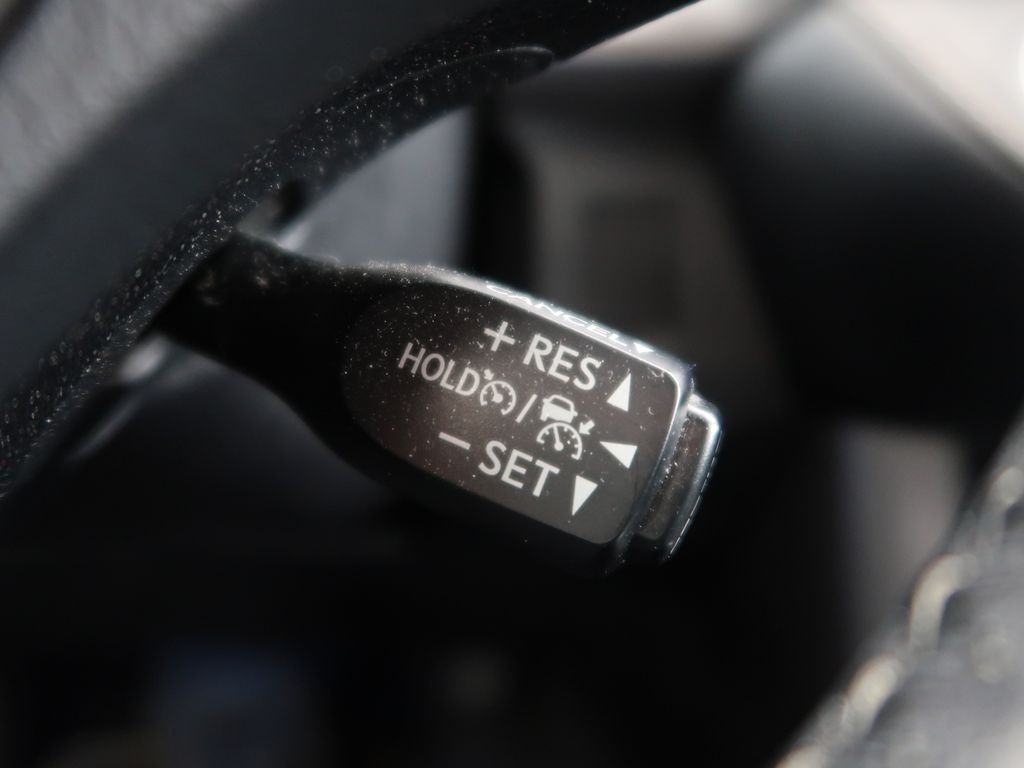 CANCEL
+ RES ▲
HOLD / ◀
− SET ▼